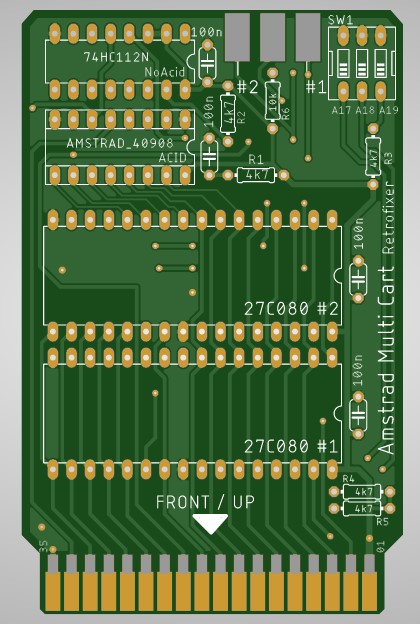 100n
SW1
74HC112N
NoAcid
#2
#1
100n
4k7
R2
10k
R6
A17 A18 A19
AMSTRAD_40908
ACID
R1
4k7
4k7
R3
100n
27C080 #2
100n
27C080 #1
Amstrad Multi Cart Retrofixer
R4
4k7
4k7
R5
FRONT / UP
35
01